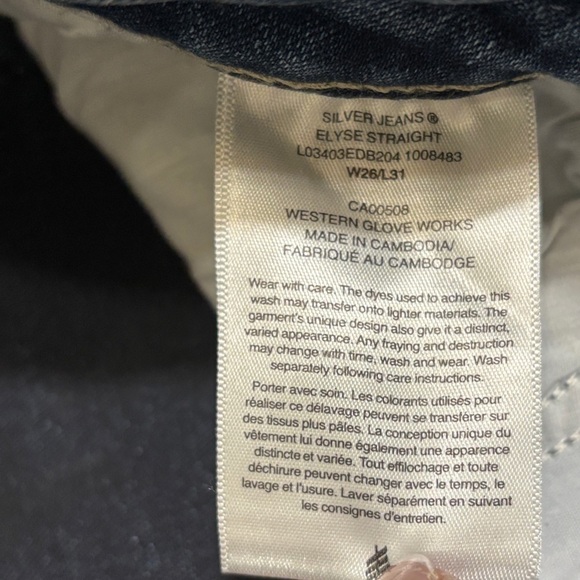 SILVER JEANS®
ELYSE STRAIGHT
L03403EDB204 1008483
W26/L31
CA00508
WESTERN GLOVE WORKS
MADE IN CAMBODIA/
FABRIQUÉ AU CAMBODGE
Wear with care. The dyes used to achieve this
wash may transfer onto lighter materials. The
garment's unique design also give it a distinct,
varied appearance. Any fraying and destruction
may change with time, wash and wear. Wash
separately following care instructions.
Porter avec soin. Les colorants utilisés pour
réaliser ce délavage peuvent se transférer sur
des tissus plus pâles. La conception unique du
vêtement lui donne également une apparence
distincte et variée. Tout effilochage et toute
déchirure peuvent changer avec le temps, le
lavage et l'usure. Laver séparément en suivant
les consignes d'entretien.